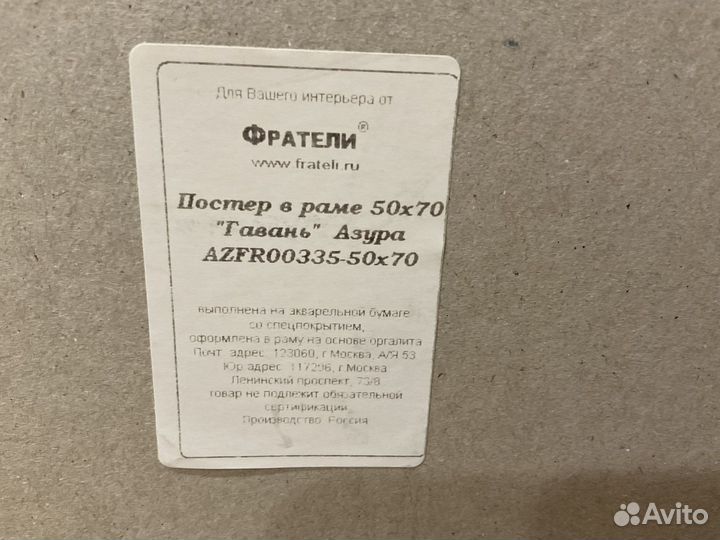 Для Вашего интерьера от
ФРАТЕЛИ®
www.frateli.ru
Постер в раме 50х70
"Гавань" Азура
AZFR00335-50x70
выполнена на акварельной бумаге
со спецпокрытием,
оформлена в раму на основе оргалита
Почт. адрес: 123060, г.Москва, А/Я 53
Юр.адрес: 117296, г.Москва
Ленинский проспект,
товар не подлежит обязательной
сертификации
Производство: Россия
Avito